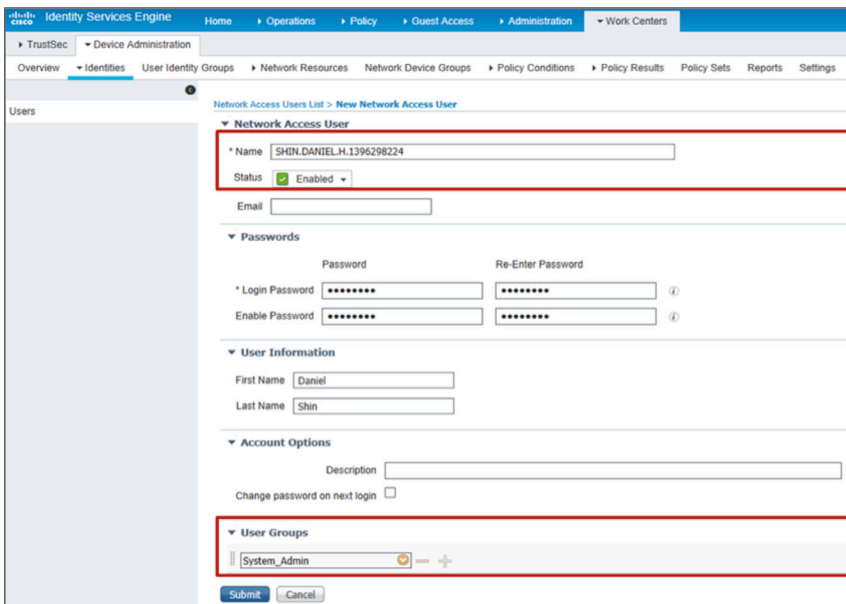 cisco Identity Services Engine Home Operations Policy Guest Access Administration Work Centers
TrustSec Device Administration
Overview Identities User Identity Groups Network Resources Network Device Groups Policy Conditions Policy Results Policy Sets Reports Settings
Users
Network Access Users List > New Network Access User
Network Access User
* Name SHIN.DANIEL.H.1396298224
Status Enabled
Email
Passwords
Password Re-Enter Password
* Login Password •••••••• ••••••••
Enable Password •••••••• ••••••••
User Information
First Name Daniel
Last Name Shin
Account Options
Description
Change password on next login
User Groups
System_Admin
Submit Cancel